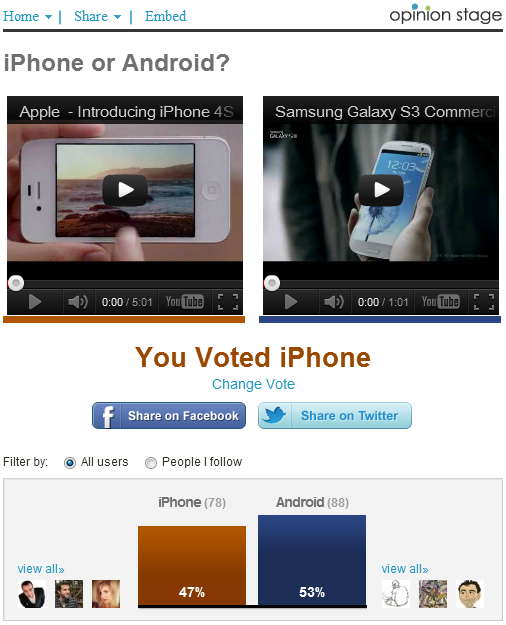 Home | Share | Embed
opinion stage
iPhone or Android?
Apple - Introducing iPhone 4S
Samsung Galaxy S3 Commerci
SAMSUNG
GALAXY SIII
12:03
0:00 / 5:01 YouTube
0:00 / 1:01 YouTube
You Voted iPhone
Change Vote
f Share on Facebook
Share on Twitter
Filter by: All users People I follow
iPhone (78) Android (88)
view all» view all»
47% 53%